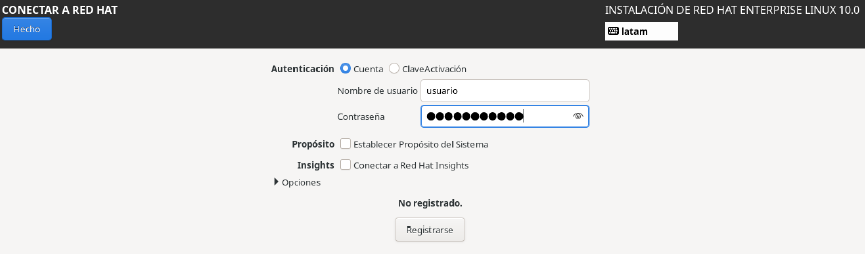 CONECTAR A RED HAT
INSTALACIÓN DE RED HAT ENTERPRISE LINUX 10.0
Hecho
latam
Autenticación Cuenta ClaveActivación
Nombre de usuario usuario
Contraseña ●●●●●●●●●●●
Propósito Establecer Propósito del Sistema
Insights Conectar a Red Hat Insights
Opciones
No registrado.
Registrarse